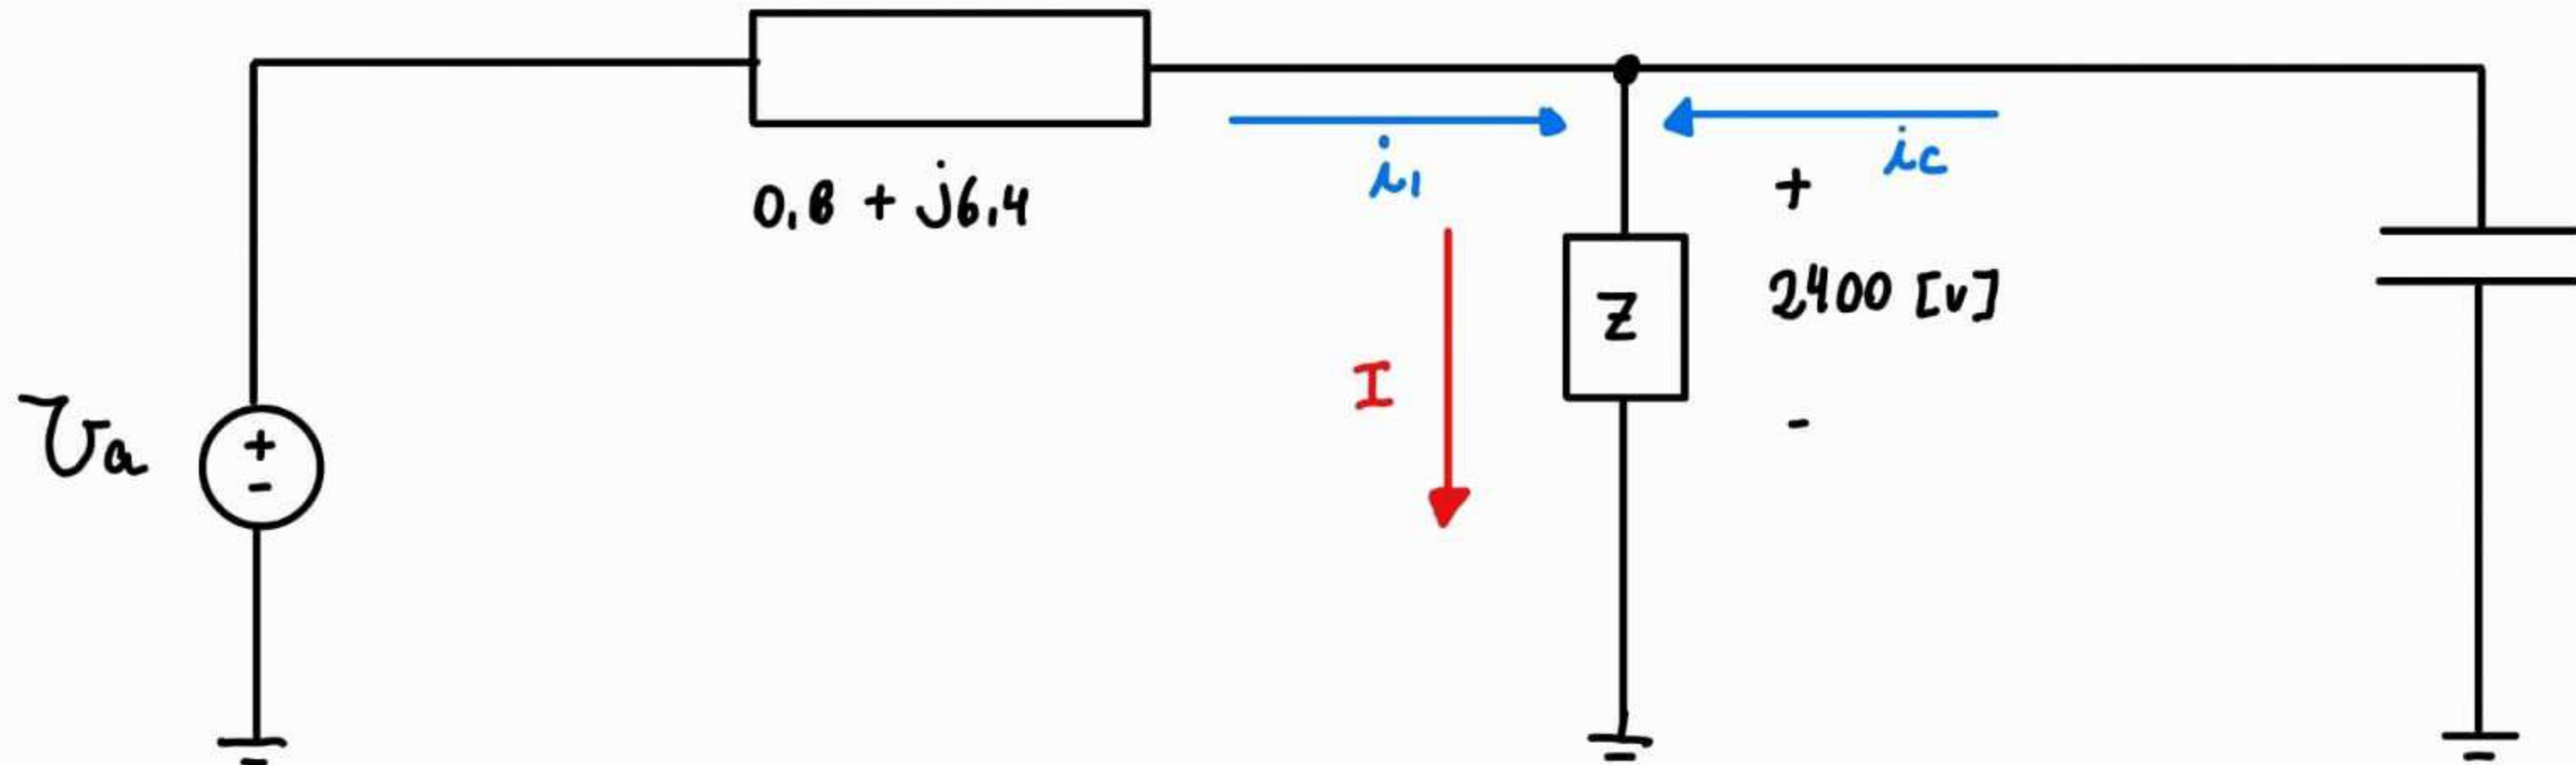 0,8 + j6,4
i1
ic
+
Z
2400 [v]
I
-
Va
+
-